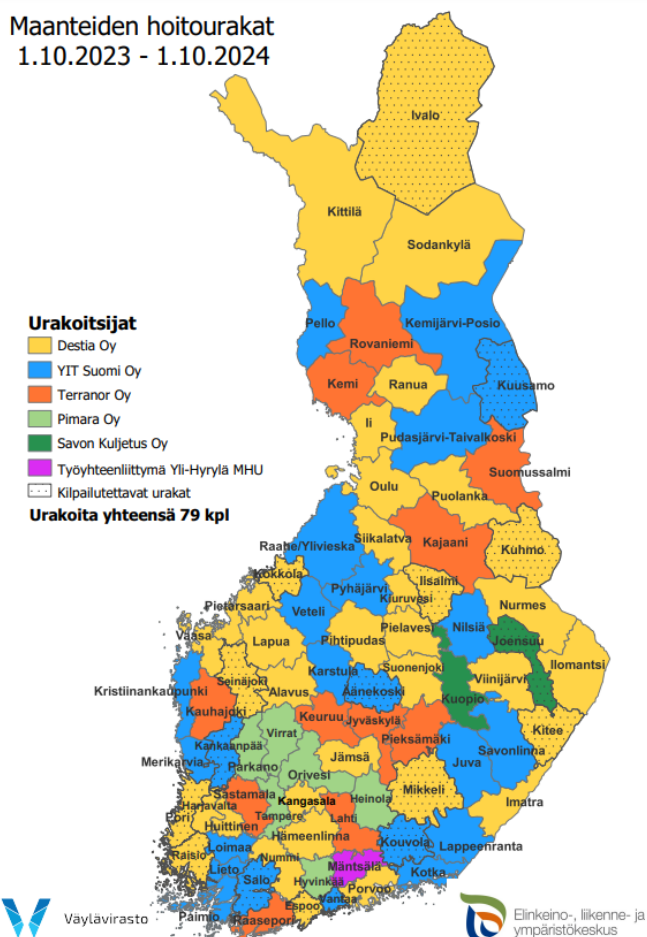 Maanteiden hoitourakat
1.10.2023 - 1.10.2024
Ivalo
Kittilä
Sodankylä
Urakoitsijat
Destia Oy
YIT Suomi Oy
Terranor Oy
Pimara Oy
Savon Kuljetus Oy
Työyhteenliittymä Yli-Hyrylä MHU
Kilpailutettavat urakat
Urakoita yhteensä 79 kpl
Pello
Kemijärvi-Posio
Rovaniemi
Kemi
Ranua
Kuusamo
Ii
Pudasjärvi-Taivalkoski
Suomussalmi
Oulu
Puolanka
Siikalatva
Raahe/Ylivieska
Kajaani
Kuhmo
Kokkola
Iisalmi
Pyhäjärvi
Kiuruvesi
Pietarsaari
Veteli
Nurmes
Vaasa
Lapua
Pihtipudas
Pielavesi
Nilsiä
Joensuu
Karstula
Suonenjoki
Viinijärvi
Ilomantsi
Seinäjoki
Kristiinankaupunki
Alavus
Äänekoski
Kuopio
Kauhajoki
Keuruu
Jyväskylä
Kitee
Virrat
Pieksämäki
Kankaanpää
Savonlinna
Merikarvia
Parkano
Jämsä
Juva
Orivesi
Mikkeli
Sastamala
Kangasala
Heinola
Imatra
Harjavalta
Pori
Tampere
Lahti
Huittinen
Hämeenlinna
Kouvola
Lappeenranta
Loimaa
Raisio
Nummi
Mäntsälä
Lieto
Kotka
Salo
Hyvinkää
Porvoo
Vantaa
Espoo
Paimio
Raasepori
Väylävirasto
Elinkeino-, liikenne- ja
ympäristökeskus